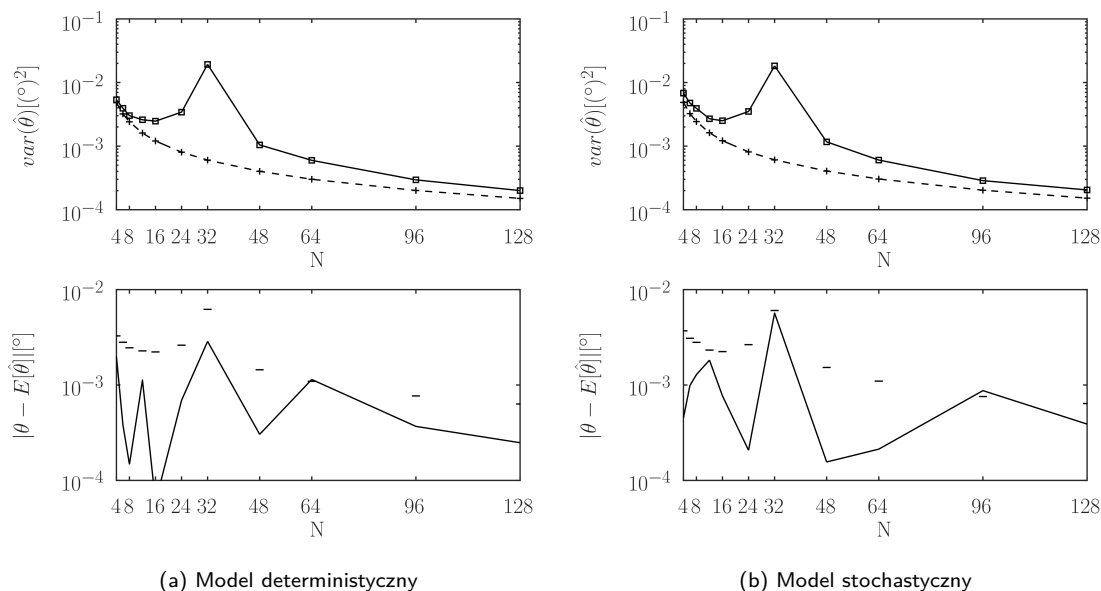 var(θ̂)[(°)²]
10⁻¹
10⁻²
10⁻³
10⁻⁴
4 8 16 24 32 48 64 96 128
N
var(θ̂)[(°)²]
10⁻¹
10⁻²
10⁻³
10⁻⁴
4 8 16 24 32 48 64 96 128
N
|θ − E[θ̂]|[°]
10⁻²
10⁻³
10⁻⁴
4 8 16 24 32 48 64 96 128
N
|θ − E[θ̂]|[°]
10⁻²
10⁻³
10⁻⁴
4 8 16 24 32 48 64 96 128
N
(a) Model deterministyczny
(b) Model stochastyczny